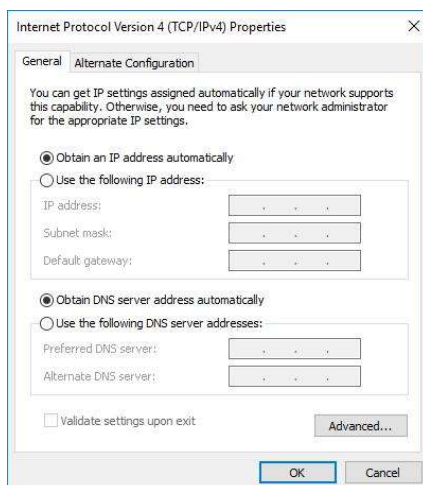 Internet Protocol Version 4 (TCP/IPv4) Properties
General
Alternate Configuration
You can get IP settings assigned automatically if your network supports
this capability. Otherwise, you need to ask your network administrator
for the appropriate IP settings.
Obtain an IP address automatically
Use the following IP address:
IP address:
Subnet mask:
Default gateway:
Obtain DNS server address automatically
Use the following DNS server addresses:
Preferred DNS server:
Alternate DNS server:
Validate settings upon exit
Advanced...
OK
Cancel